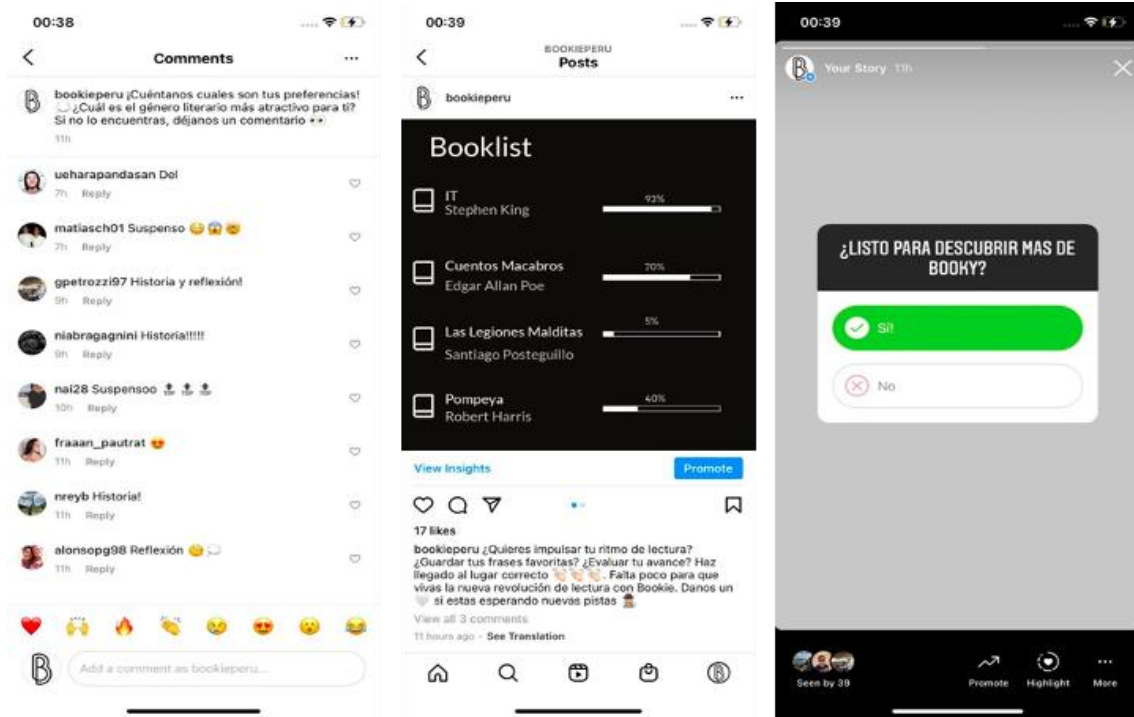 00:38
Comments
bookieperu ¡Cuéntanos cuales son tus preferencias!
💭 ¿Cuál es el género literario más atractivo para ti?
Si no lo encuentras, déjanos un comentario 👀
11h
ueharapandasan Del
7h Reply
matiasch01 Suspenso 😳😱🤯
7h Reply
gpetrozzi97 Historia y reflexión!
9h Reply
niabragagnini Historia!!!!!
9h Reply
nai28 Suspensoo 🔝🔝🔝
10h Reply
fraaan_pautrat 😍
11h Reply
nreyb Historia!
11h Reply
alonsopg98 Reflexión 💭
11h Reply
B
Add a comment as bookieperu...
00:39
BOOKIEPERU
Posts
bookieperu
Booklist
IT
93%
Stephen King
Cuentos Macabros
70%
Edgar Allan Poe
5%
Las Legiones Malditas
Santiago Posteguillo
Pompeya
40%
Robert Harris
View Insights
Promote
17 likes
bookieperu ¿Quieres impulsar tu ritmo de lectura?
¿Guardar tus frases favoritas? ¿Evaluar tu avance? Haz
llegado al lugar correcto 👏🏻👏🏻👏🏻. Falta poco para que
vivas la nueva revolución de lectura con Bookie. Danos un
🤍 si estas esperando nuevas pistas 🕵
View all 3 comments
11 hours ago - See Translation
00:39
Your Story 11h
¿LISTO PARA DESCUBRIR MAS DE
BOOKY?
Sí!
No
Seen by 39
Promote
Highlight
More